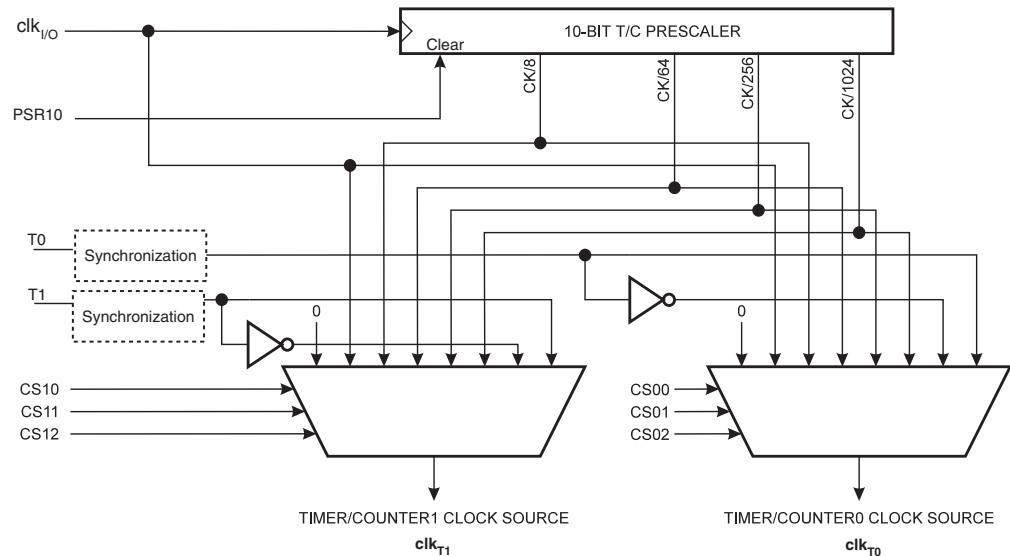 clkI/O
10-BIT T/C PRESCALER
Clear
CK/8
CK/64
CK/256
CK/1024
PSR10
T0
Synchronization
T1
Synchronization
0
0
CS10
CS11
CS12
CS00
CS01
CS02
TIMER/COUNTER1 CLOCK SOURCE
clkT1
TIMER/COUNTER0 CLOCK SOURCE
clkT0